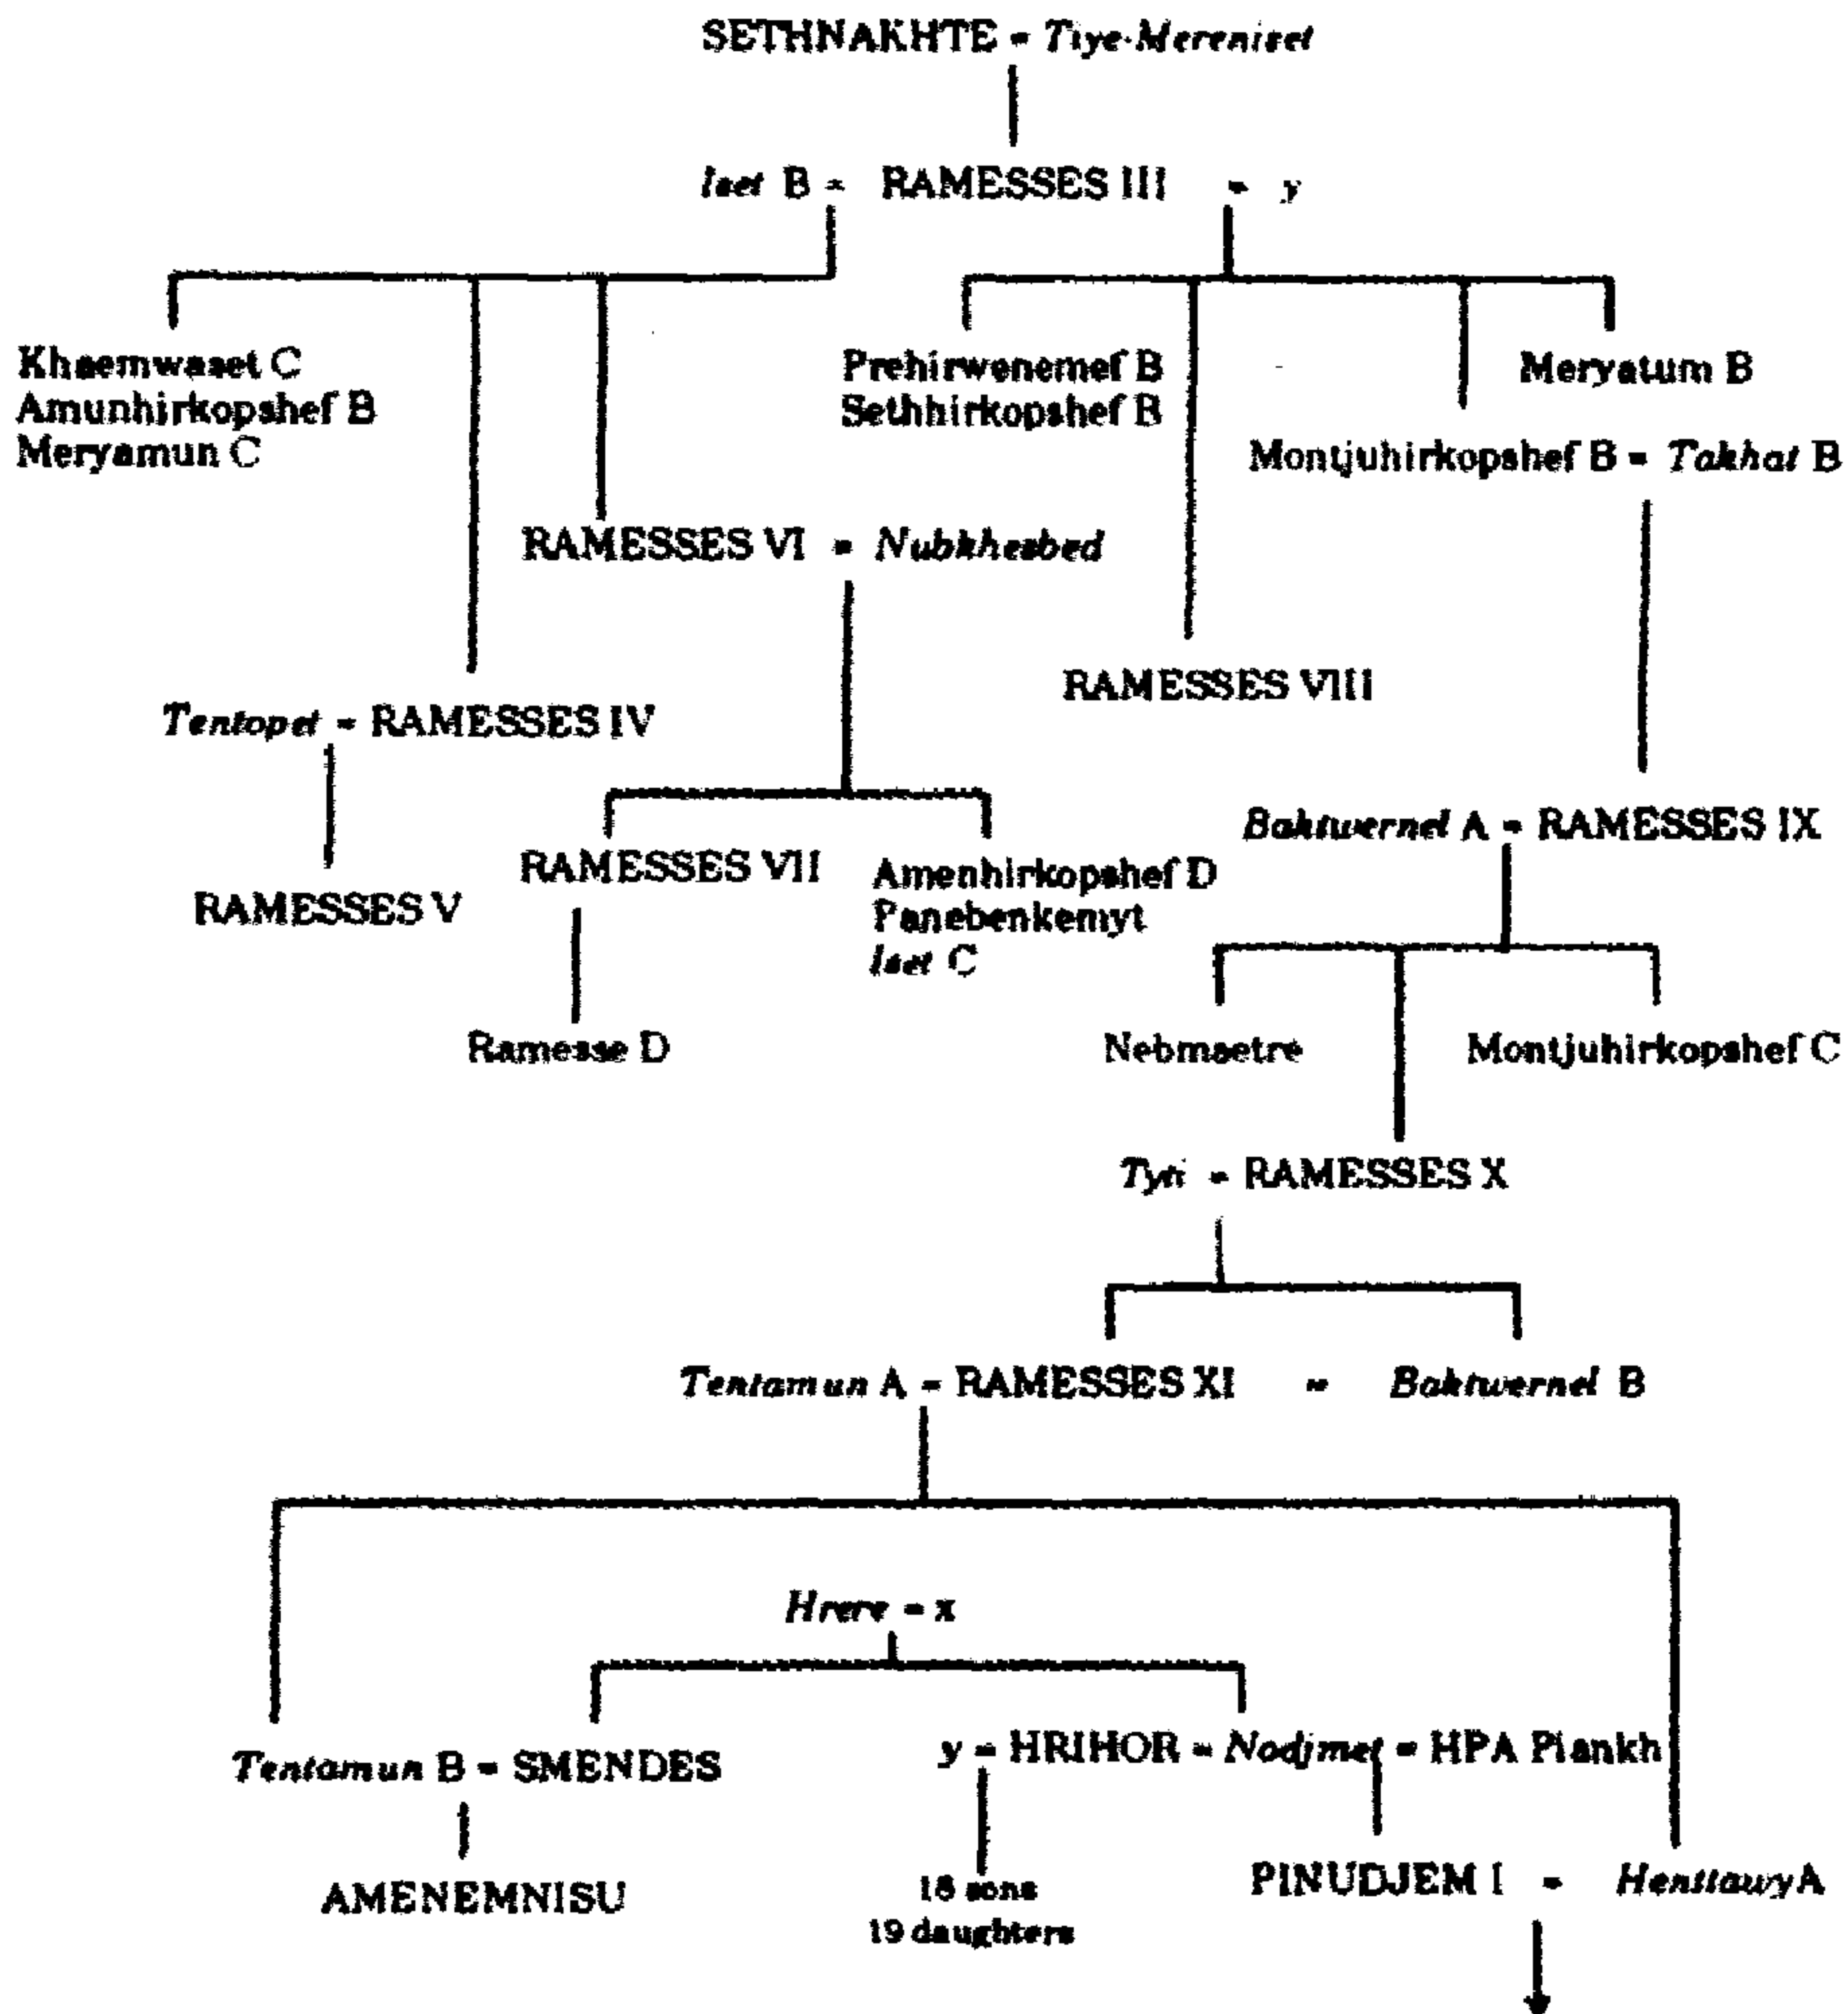 SETHNAKHTE = Tiye-Mereniset
Iset B = RAMESSES III = y
Khaemwaset C
Amunhirkopshef B
Meryamun C
Prehirwenemef B
Sethhirkopshef B
Meryatum B
Montjuhirkopshef B = Takhat B
RAMESSES VI = Nubkhesbed
RAMESSES VIII
Tentopet = RAMESSES IV
Baktwernel A = RAMESSES IX
RAMESSES VII
Amenhirkopshef D
Panebenkemyt
Iset C
RAMESSES V
Ramesse D
Nebmaetre
Montjuhirkopshef C
Tyti = RAMESSES X
Tentamun A = RAMESSES XI = Baktwernel B
Hrere = x
Tentamun B = SMENDES
y = HRIHOR = Nodjmet = HPA Piankh
AMENEMNISU
18 sons
19 daughters
PINUDJEM I = Henttawy A